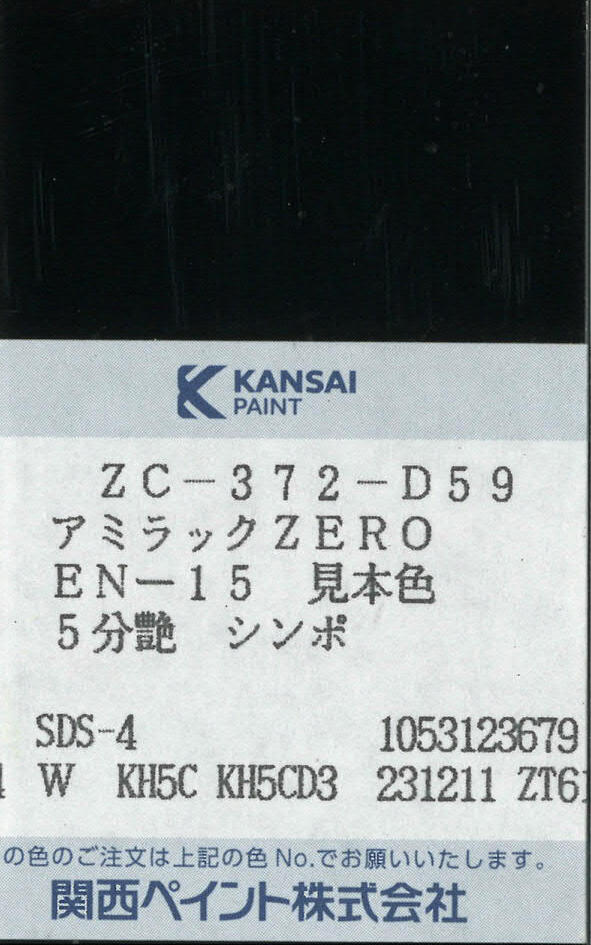 KANSAI
PAINT
ZC-372-D59
アミラックZERO
EN-15 見本色
5分艶 シンポ
SDS-4 1053123679
W KH5C KH5CD3 231211 ZT61
の色のご注文は上記の色No.でお願いいたします。
関西ペイント株式会社